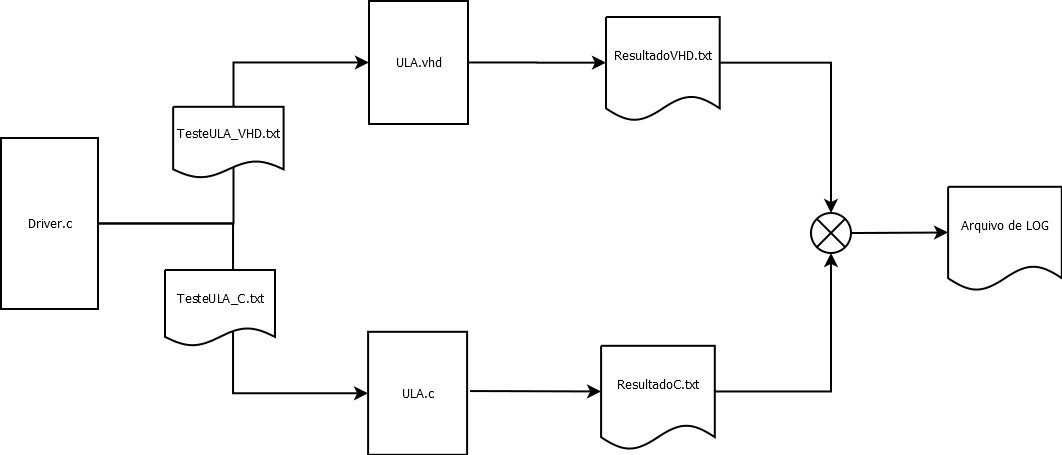 ULA.vhd
ResultadoVHD.txt
TesteULA_VHD.txt
Driver.c
Arquivo de LOG
TesteULA_C.txt
ULA.c
ResultadoC.txt